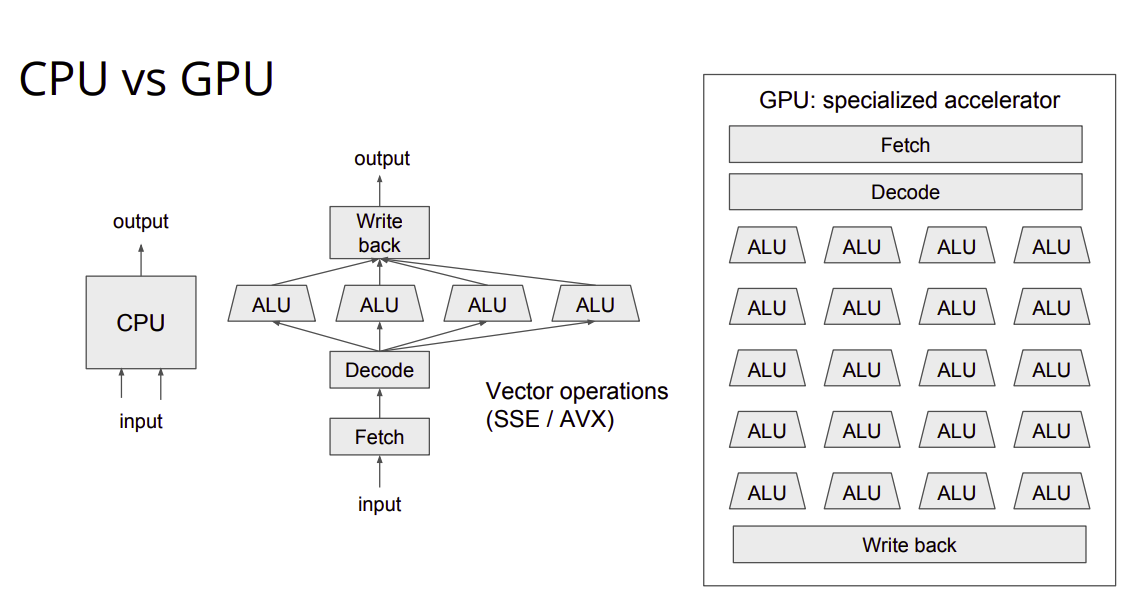 CPU vs GPU
output
CPU
input
output
Write
back
ALU ALU ALU ALU
Decode
Fetch
input
Vector operations
(SSE / AVX)
GPU: specialized accelerator
Fetch
Decode
ALU ALU ALU ALU
ALU ALU ALU ALU
ALU ALU ALU ALU
ALU ALU ALU ALU
ALU ALU ALU ALU
Write back